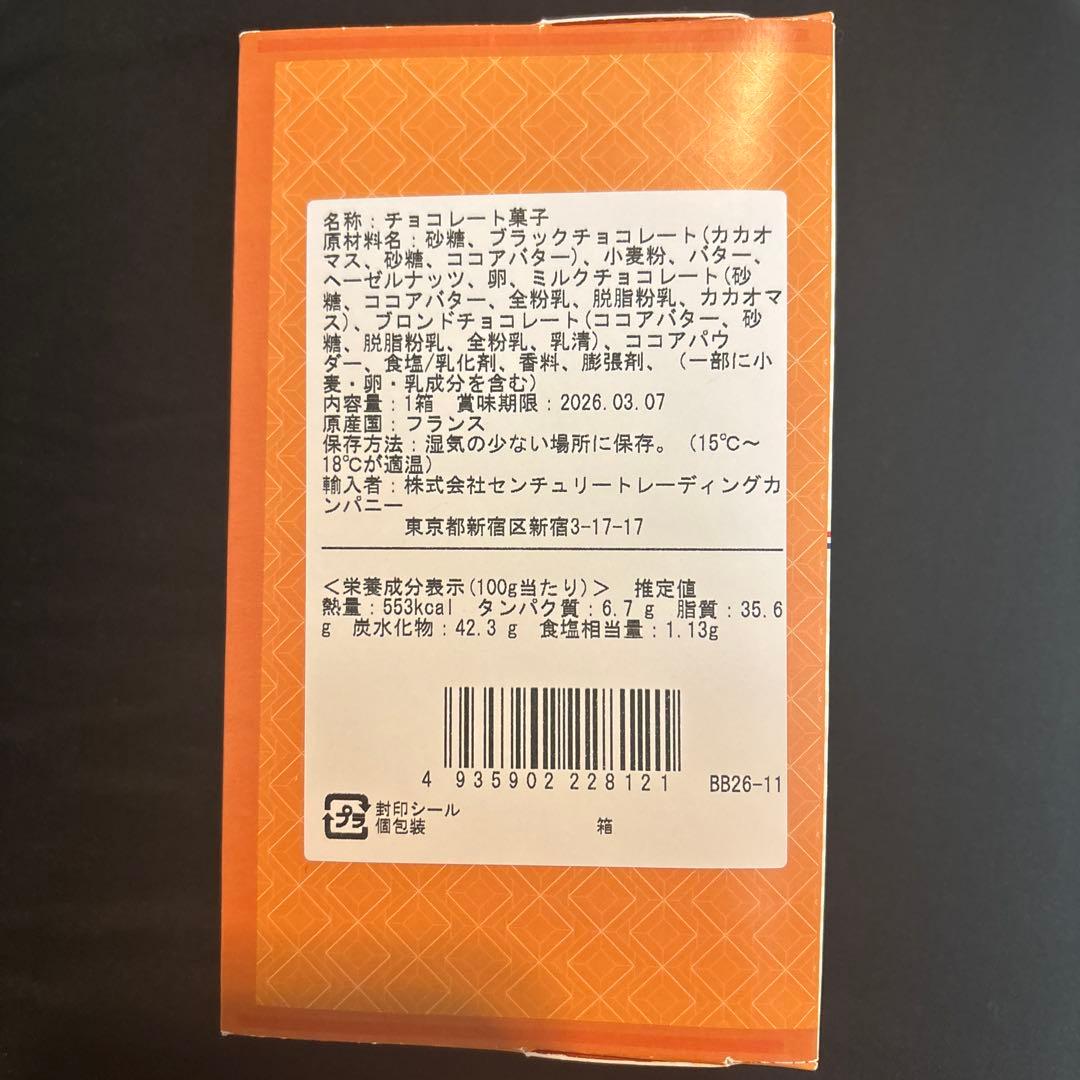 名称：チョコレート菓子
原材料名：砂糖、ブラックチョコレート(カカオ
マス、砂糖、ココアバター)、小麦粉、バター、
ヘーゼルナッツ、卵、ミルクチョコレート(砂
糖、ココアバター、全粉乳、脱脂粉乳、カカオマ
ス)、ブロンドチョコレート(ココアバター、砂
糖、脱脂粉乳、全粉乳、乳清)、ココアパウ
ダー、食塩/乳化剤、香料、膨張剤、（一部に小
麦・卵・乳成分を含む)
内容量：1箱　賞味期限：2026.03.07
原産国：フランス
保存方法：湿気の少ない場所に保存。（15℃～
18℃が適温)
輸入者：株式会社センチュリートレーディングカ
ンパニー
東京都新宿区新宿3-17-17
＜栄養成分表示(100g当たり)＞　推定値
熱量：553kcal　タンパク質：6.7 g　脂質：35.6
g　炭水化物：42.3 g　食塩相当量：1.13g
4 935902 228121
BB26-11
プラ
封印シール
個包装
箱